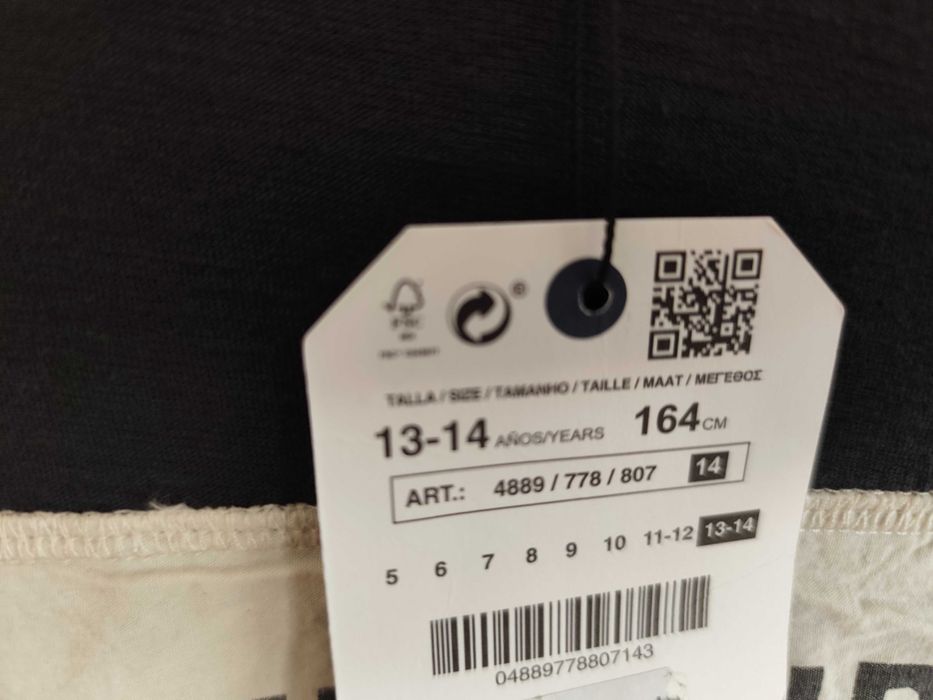 FSC
®
TALLA / SIZE / TAMANHO / TAILLE / MAAT / ΜΕΓΕΘΟΣ
13-14 AÑOS/YEARS 164 CM
ART.: 4889 / 778 / 807 14
5 6 7 8 9 10 11-12 13-14
04889778807143